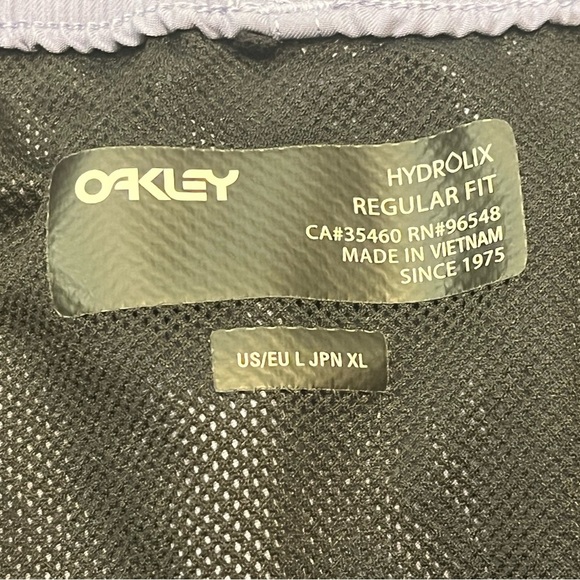 OAKLEY
HYDROLIX
REGULAR FIT
CA#35460 RN#96548
MADE IN VIETNAM
SINCE 1975
US/EU L JPN XL